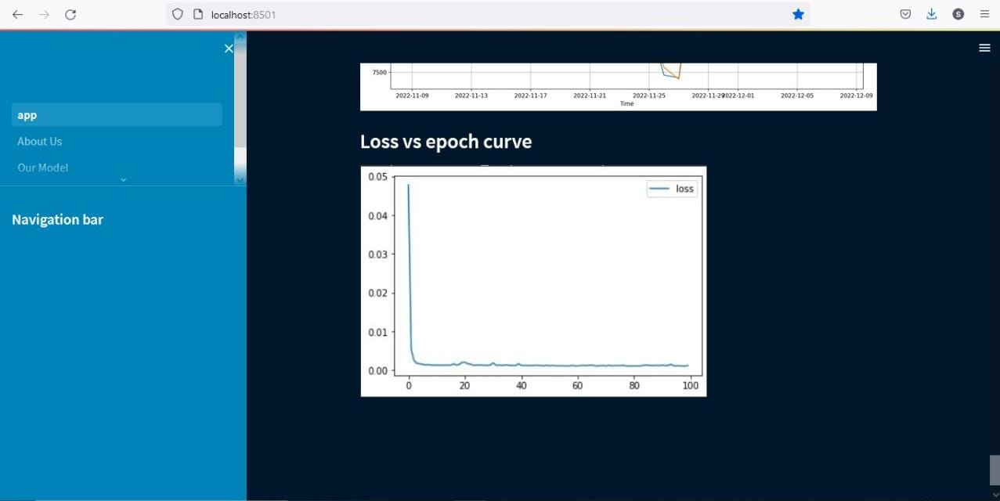 localhost:8501
S
app
About Us
Our Model
Navigation bar
7500
2022-11-09 2022-11-13 2022-11-17 2022-11-21 2022-11-25 2022-11-29 2022-12-01 2022-12-05 2022-12-09
Time
Loss vs epoch curve
loss
0.05
0.04
0.03
0.02
0.01
0.00
0 20 40 60 80 100